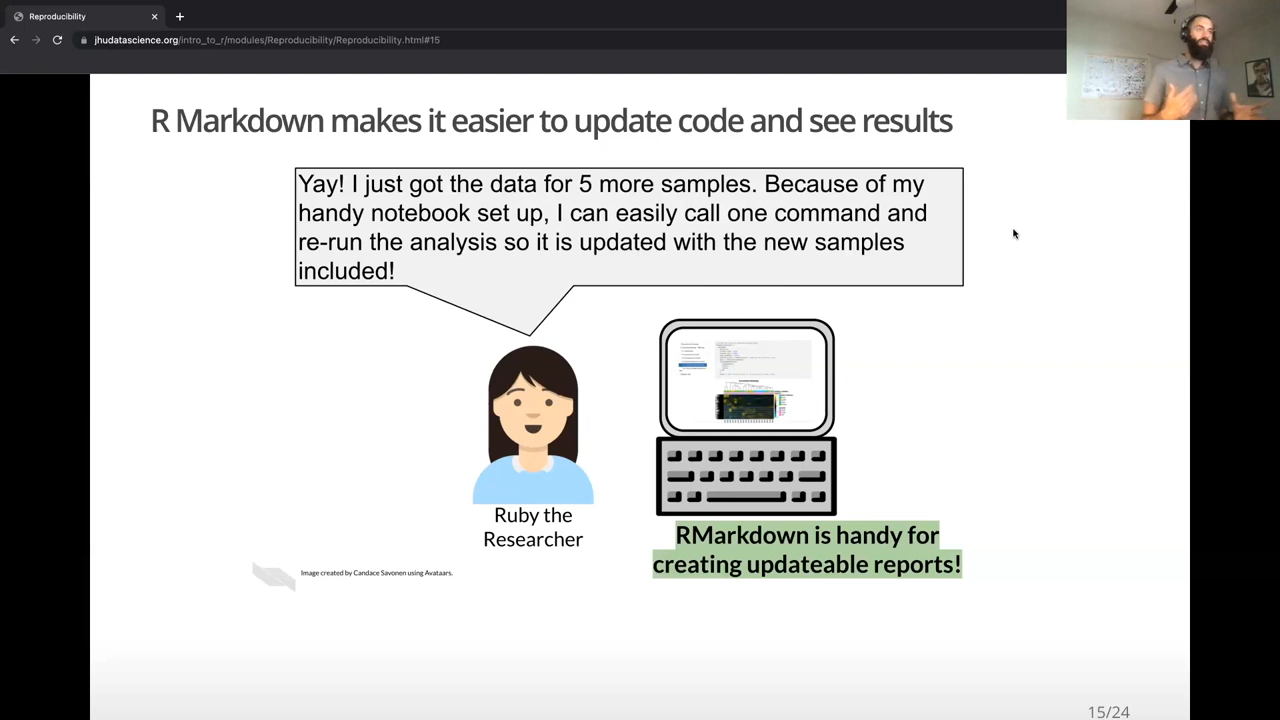 Reproducibility
jhudatascience.org/intro_to_r/modules/Reproducibility/Reproducibility.html#15
R Markdown makes it easier to update code and see results
Yay! I just got the data for 5 more samples. Because of my
handy notebook set up, I can easily call one command and
re-run the analysis so it is updated with the new samples
included!
Ruby the
Researcher
RMarkdown is handy for
creating updateable reports!
Image created by Candace Savonen using Avataars.
15/24